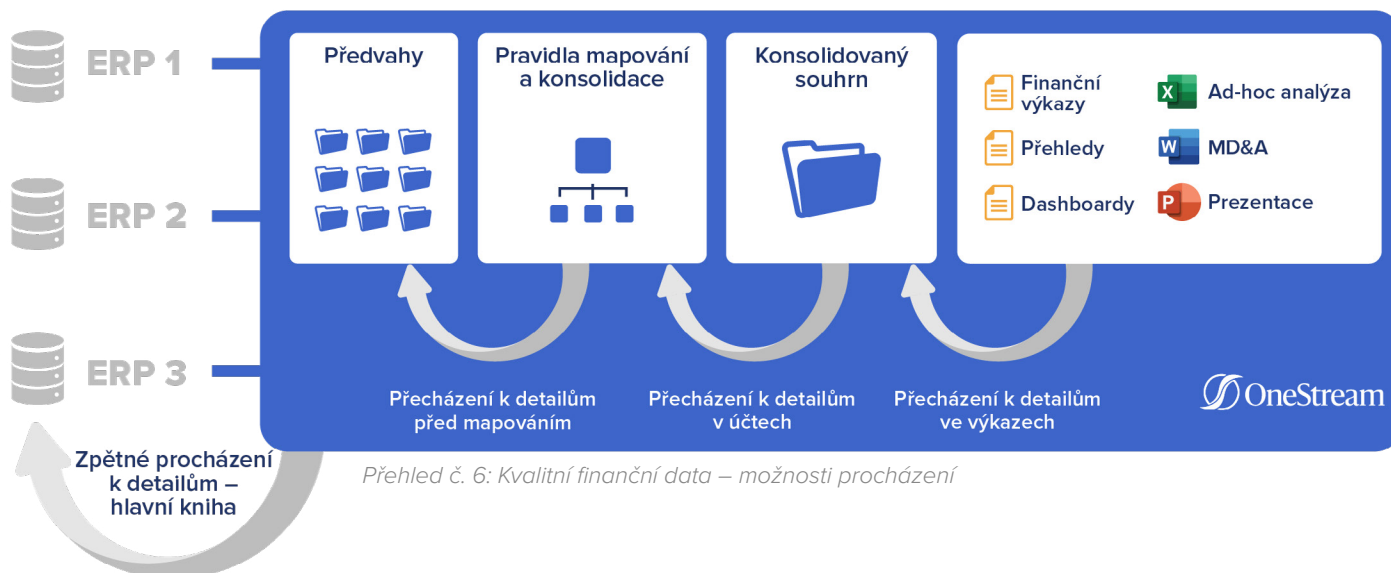 ERP 1
ERP 2
ERP 3
Předvahy
Pravidla mapování
a konsolidace
Konsolidovaný
souhrn
Finanční
výkazy
Přehledy
Dashboardy
X
Ad-hoc analýza
W
MD&A
P
Prezentace
Přecházení k detailům
před mapováním
Přecházení k detailům
v účtech
Přecházení k detailům
ve výkazech
OneStream
Zpětné procházení
k detailům –
hlavní kniha
Přehled č. 6: Kvalitní finanční data – možnosti procházení